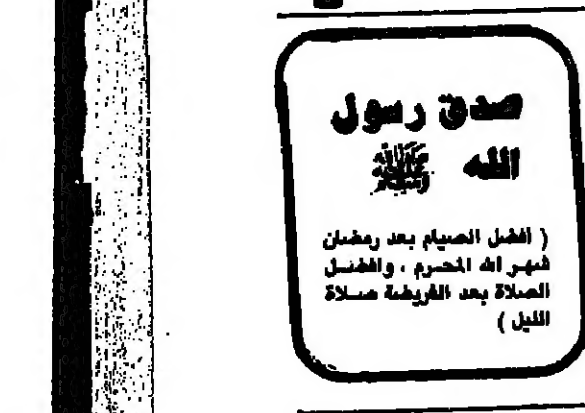 صدق رسول
الله ﷺ
( أفضل الصيام بعد رمضان
شهر الله المحرم ، وافضل
الصلاة بعد الفريضة صلاة
الليل )